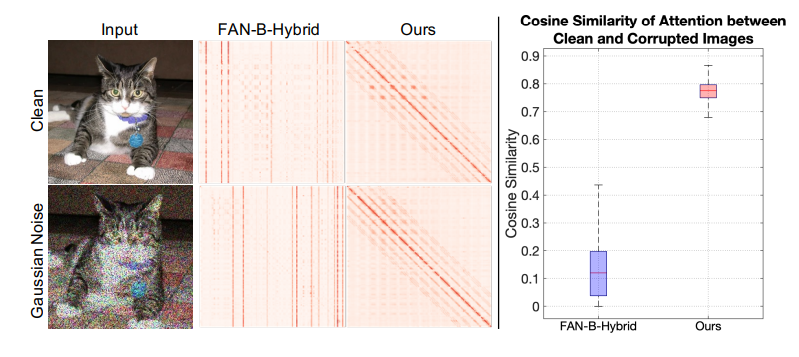 Input
FAN-B-Hybrid
Ours
Clean
Gaussian Noise
Cosine Similarity of Attention between
Clean and Corrupted Images
Cosine Similarity
0.9
0.8
0.7
0.6
0.5
0.4
0.3
0.2
0.1
0
FAN-B-Hybrid
Ours